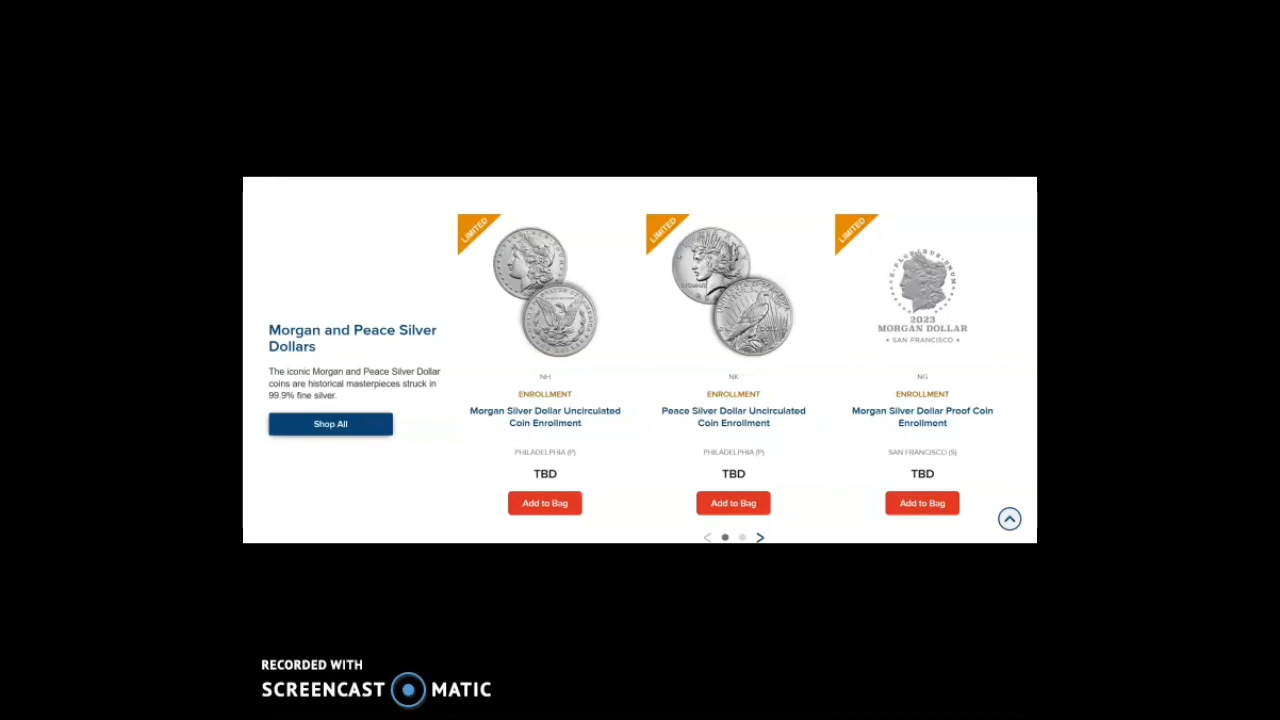 Morgan and Peace Silver
Dollars
The iconic Morgan and Peace Silver Dollar
coins are historical masterpieces struck in
99.9% fine silver.
Shop All
LIMITED
NH
ENROLLMENT
Morgan Silver Dollar Uncirculated
Coin Enrollment
PHILADELPHIA (P)
TBD
Add to Bag
LIMITED
NK
ENROLLMENT
Peace Silver Dollar Uncirculated
Coin Enrollment
PHILADELPHIA (P)
TBD
Add to Bag
LIMITED
E·PLURIBUS·UNUM
2023
MORGAN DOLLAR
• SAN FRANCISCO •
NG
ENROLLMENT
Morgan Silver Dollar Proof Coin
Enrollment
SAN FRANCISCO (S)
TBD
Add to Bag
RECORDED WITH
SCREENCAST MATIC